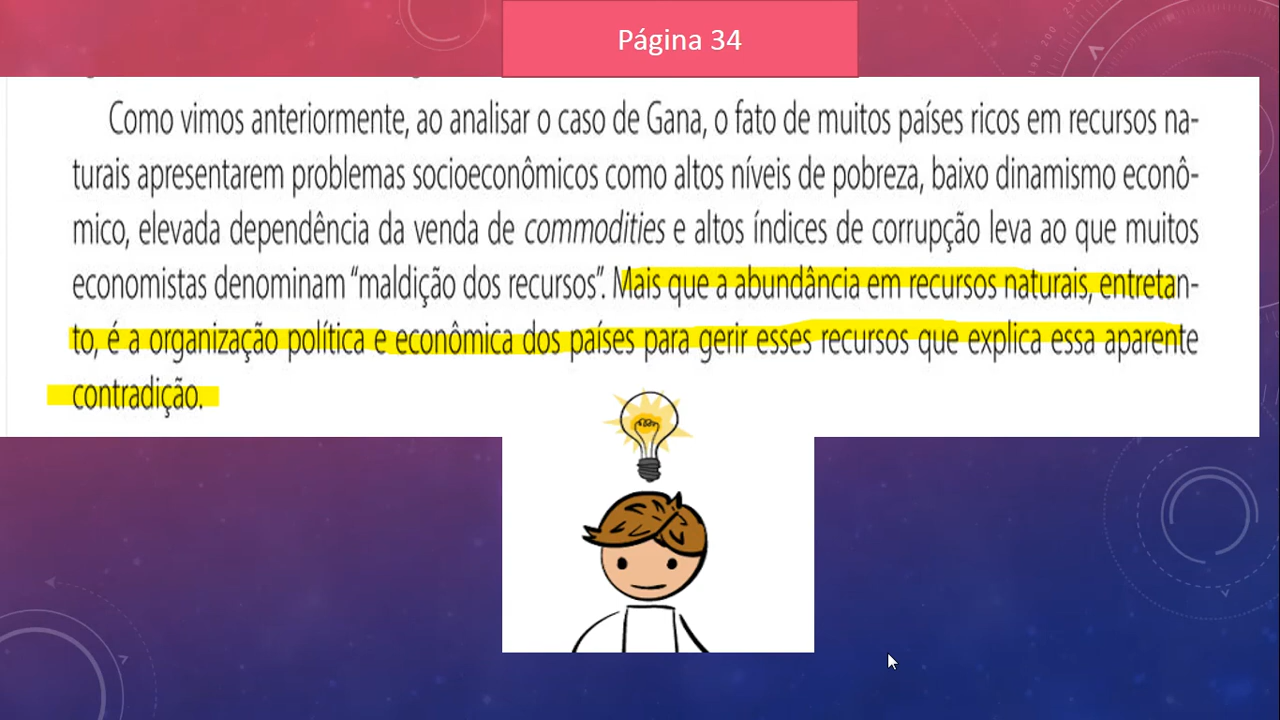 Página 34
Como vimos anteriormente, ao analisar o caso de Gana, o fato de muitos países ricos em recursos na-
turais apresentarem problemas socioeconômicos como altos níveis de pobreza, baixo dinamismo econô-
mico, elevada dependência da venda de commodities e altos índices de corrupção leva ao que muitos
economistas denominam “maldição dos recursos”. Mais que a abundância em recursos naturais, entretan-
to, é a organização política e econômica dos países para gerir esses recursos que explica essa aparente
contradição.